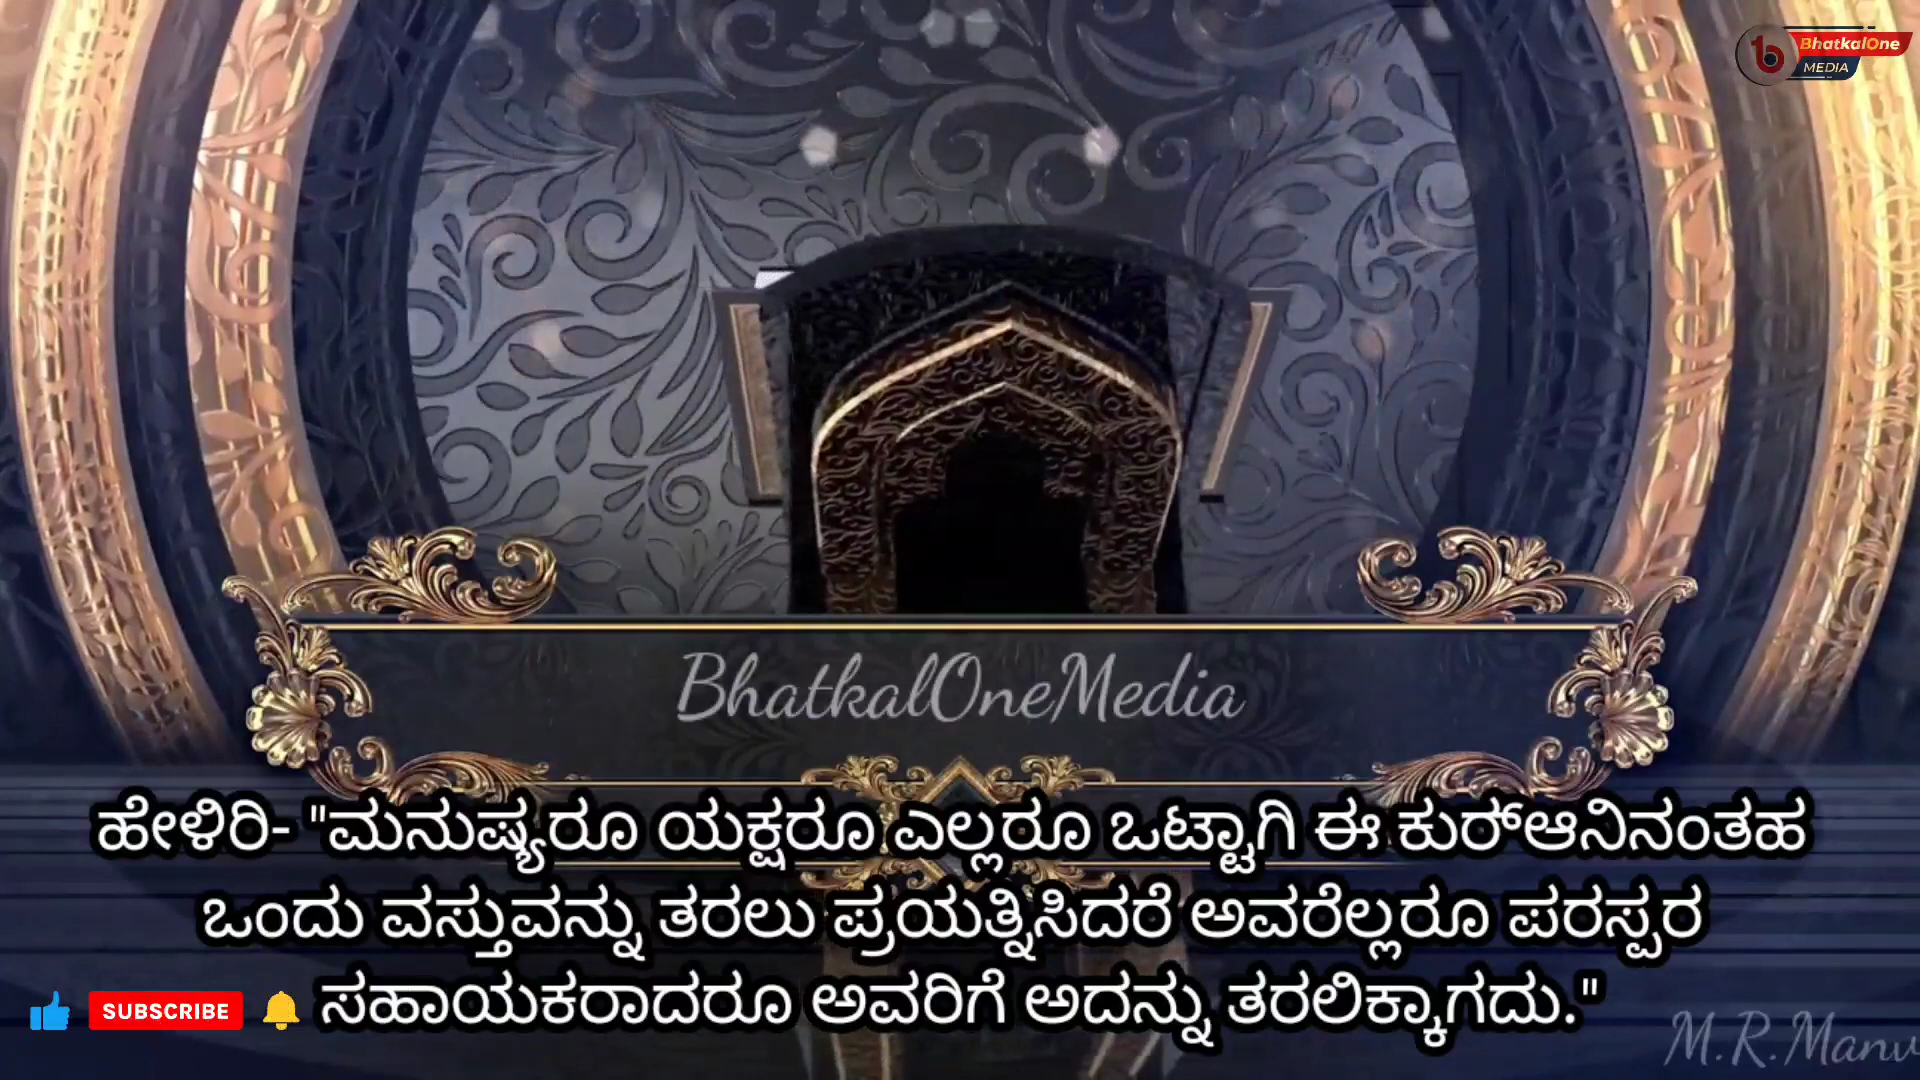 BhatkalOne
MEDIA
BhatkalOneMedia
ಹೇಳಿರಿ- "ಮನುಷ್ಯರೂ ಯಕ್ಷರೂ ಎಲ್ಲರೂ ಒಟ್ಟಾಗಿ ಈ ಕುರ್‌ಆನಿನಂತಹ
ಒಂದು ವಸ್ತುವನ್ನು ತರಲು ಪ್ರಯತ್ನಿಸಿದರೆ ಅವರೆಲ್ಲರೂ ಪರಸ್ಪರ
ಸಹಾಯಕರಾದರೂ ಅವರಿಗೆ ಅದನ್ನು ತರಲಿಕ್ಕಾಗದು."
SUBSCRIBE
M.R.Manv